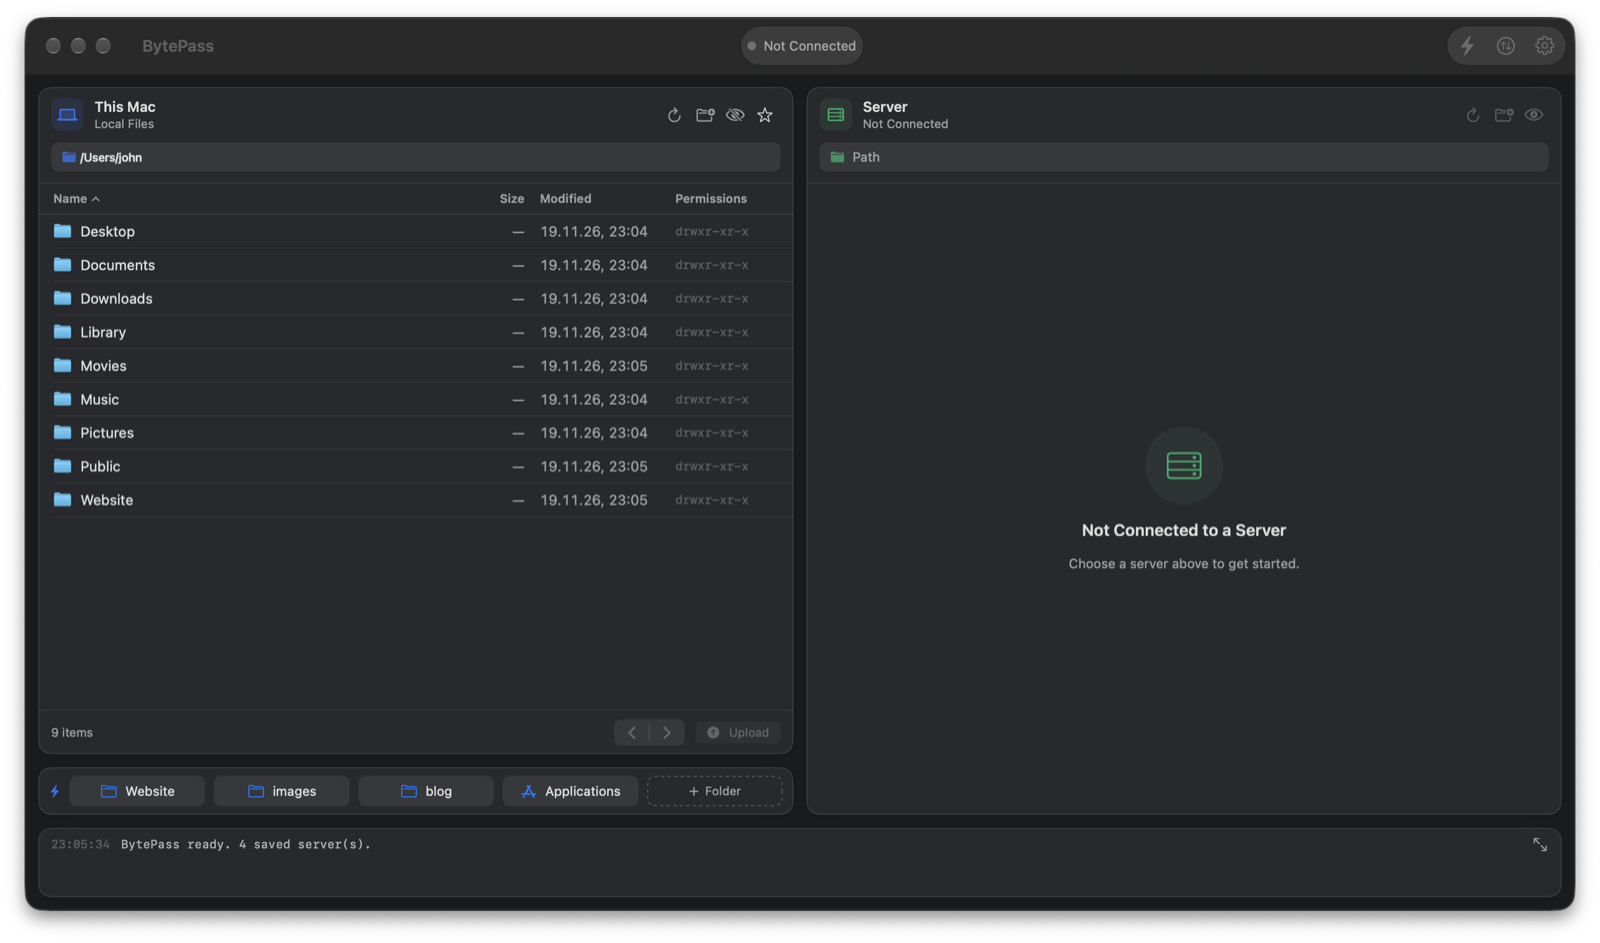 BytePass
Not Connected
This Mac
Local Files
/Users/john
Name Size Modified Permissions
Desktop — 19.11.26, 23:04 drwxr-xr-x
Documents — 19.11.26, 23:04 drwxr-xr-x
Downloads — 19.11.26, 23:04 drwxr-xr-x
Library — 19.11.26, 23:04 drwxr-xr-x
Movies — 19.11.26, 23:05 drwxr-xr-x
Music — 19.11.26, 23:04 drwxr-xr-x
Pictures — 19.11.26, 23:04 drwxr-xr-x
Public — 19.11.26, 23:05 drwxr-xr-x
Website — 19.11.26, 23:05 drwxr-xr-x
9 items
Upload
Website
images
blog
Applications
+ Folder
Server
Not Connected
Path
Not Connected to a Server
Choose a server above to get started.
23:05:34 BytePass ready. 4 saved server(s).